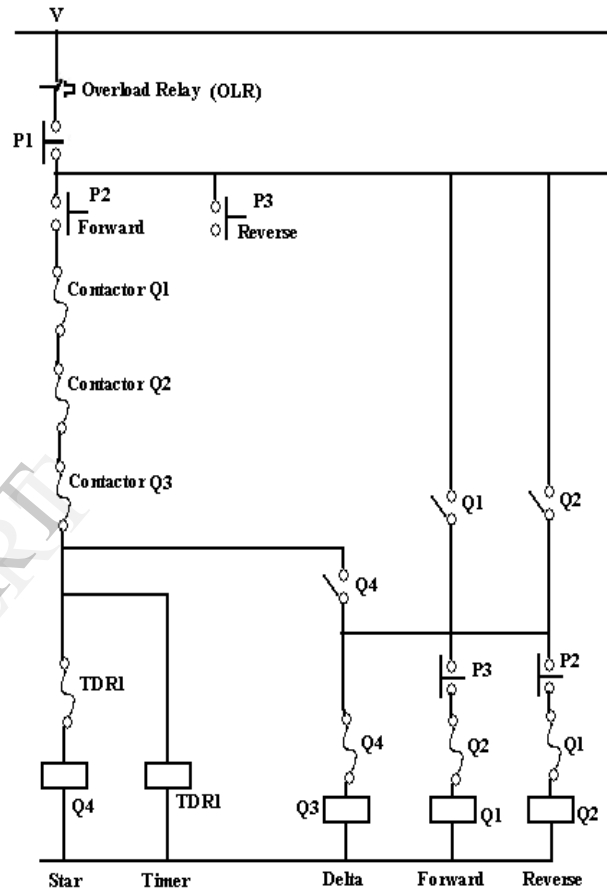 V
Overload Relay (OLR)
P1
P2
Forward
P3
Reverse
Contactor Q1
Contactor Q2
Contactor Q3
Q1
Q2
Q4
TDR1
Q4
P3
P2
Q4
Q2
Q1
Q4
TDR1
Q3
Q1
Q2
Star
Timer
Delta
Forward
Reverse